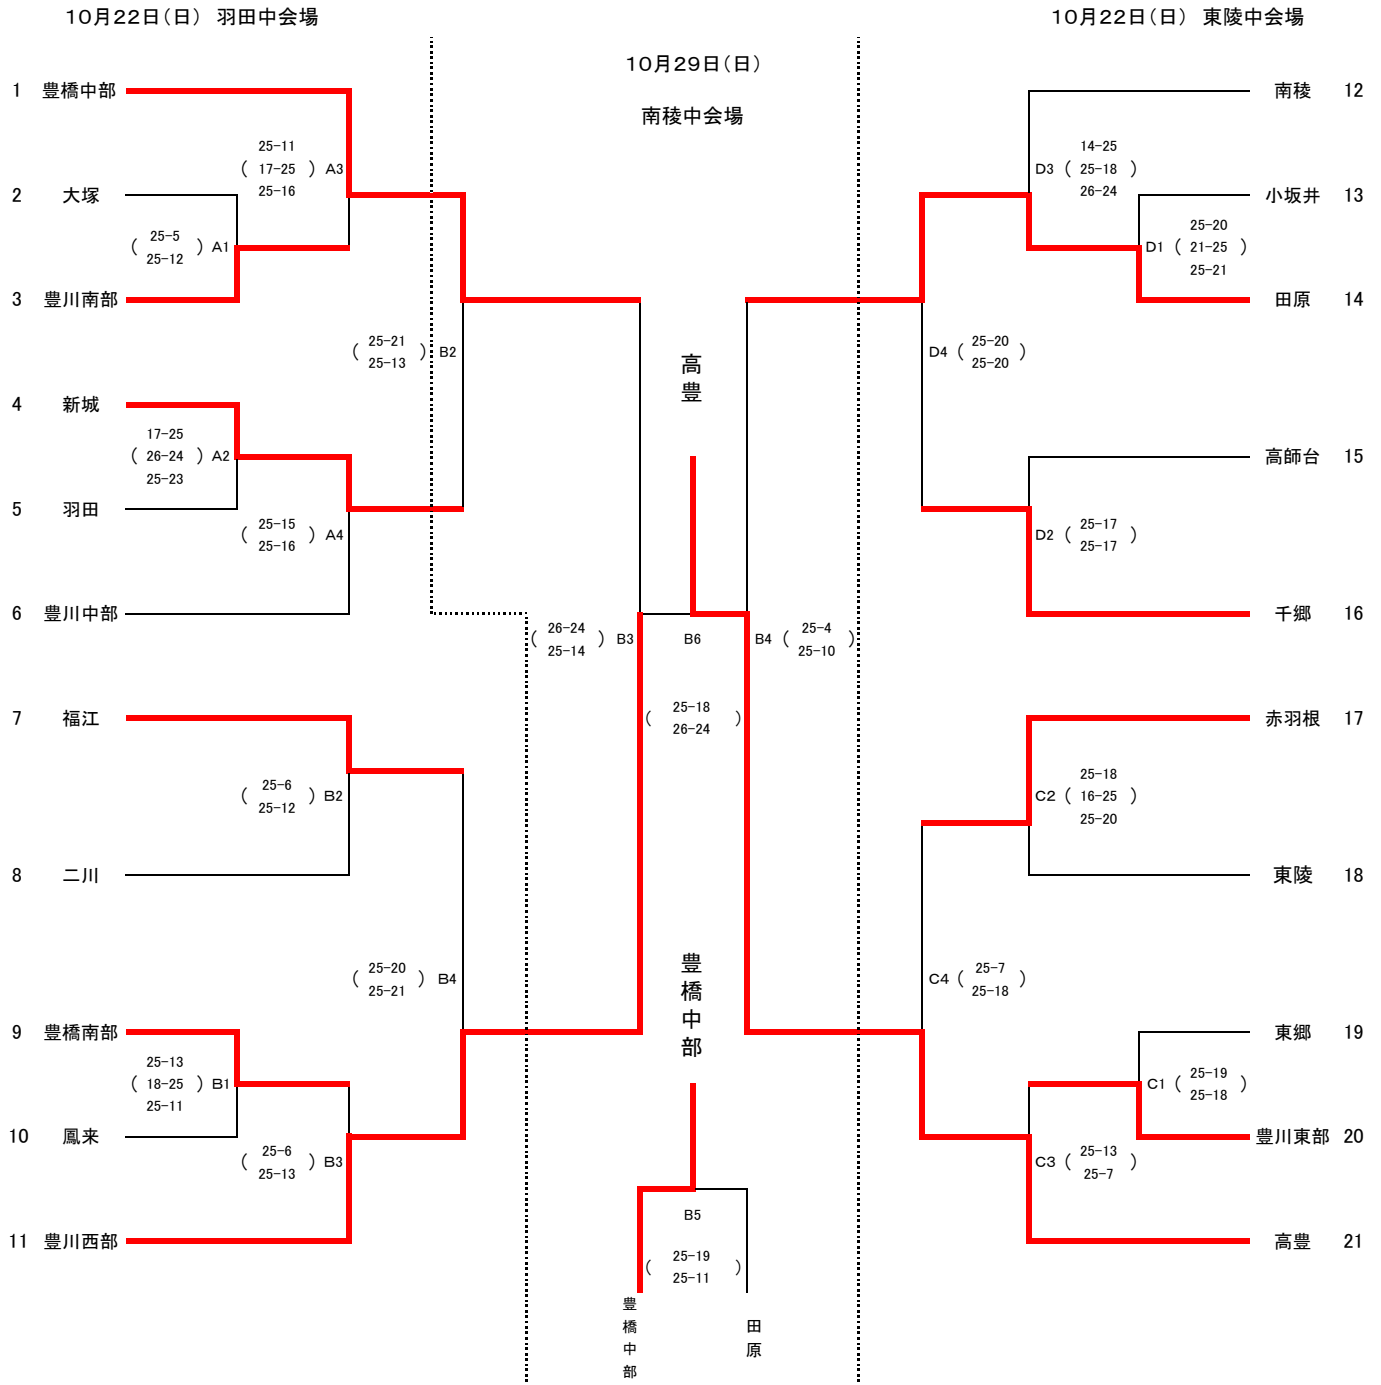 10月22日(日) 羽田中会場
10月22日(日) 東陵中会場
10月29日(日)
南稜中会場
1 豊橋中部
2 大塚
3 豊川南部
4 新城
5 羽田
6 豊川中部
7 福江
8 二川
9 豊橋南部
10 鳳来
11 豊川西部
25-11
( 17-25 ) A3
25-16
( 25-5 ) A1
25-12
( 25-21 ) B2
25-13
17-25
( 26-24 ) A2
25-23
( 25-15 ) A4
25-16
( 25-6 ) B2
25-12
( 25-20 ) B4
25-21
25-13
( 18-25 ) B1
25-11
( 25-6 ) B3
25-13
高豊
( 26-24 ) B3
25-14
B6
( 25-18 )
26-24
B4 ( 25-4 )
25-10
豊橋中部
B5
( 25-19 )
25-11
豊橋中部
田原
南稜 12
小坂井 13
田原 14
高師台 15
千郷 16
赤羽根 17
東陵 18
東郷 19
豊川東部 20
高豊 21
14-25
D3 ( 25-18 )
26-24
25-20
D1 ( 21-25 )
25-21
D4 ( 25-20 )
25-20
D2 ( 25-17 )
25-17
25-18
C2 ( 16-25 )
25-20
C4 ( 25-7 )
25-18
C1 ( 25-19 )
25-18
C3 ( 25-13 )
25-7